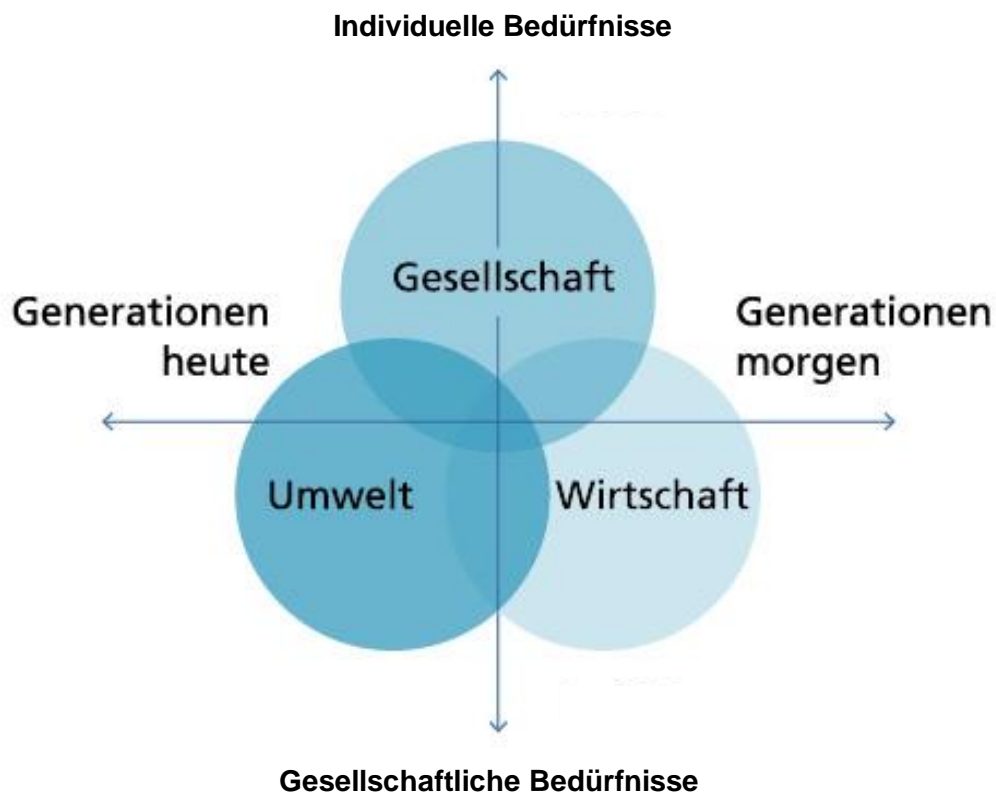 Individuelle Bedürfnisse
Gesellschaft
Generationen
heute
Generationen
morgen
Umwelt
Wirtschaft
Gesellschaftliche Bedürfnisse